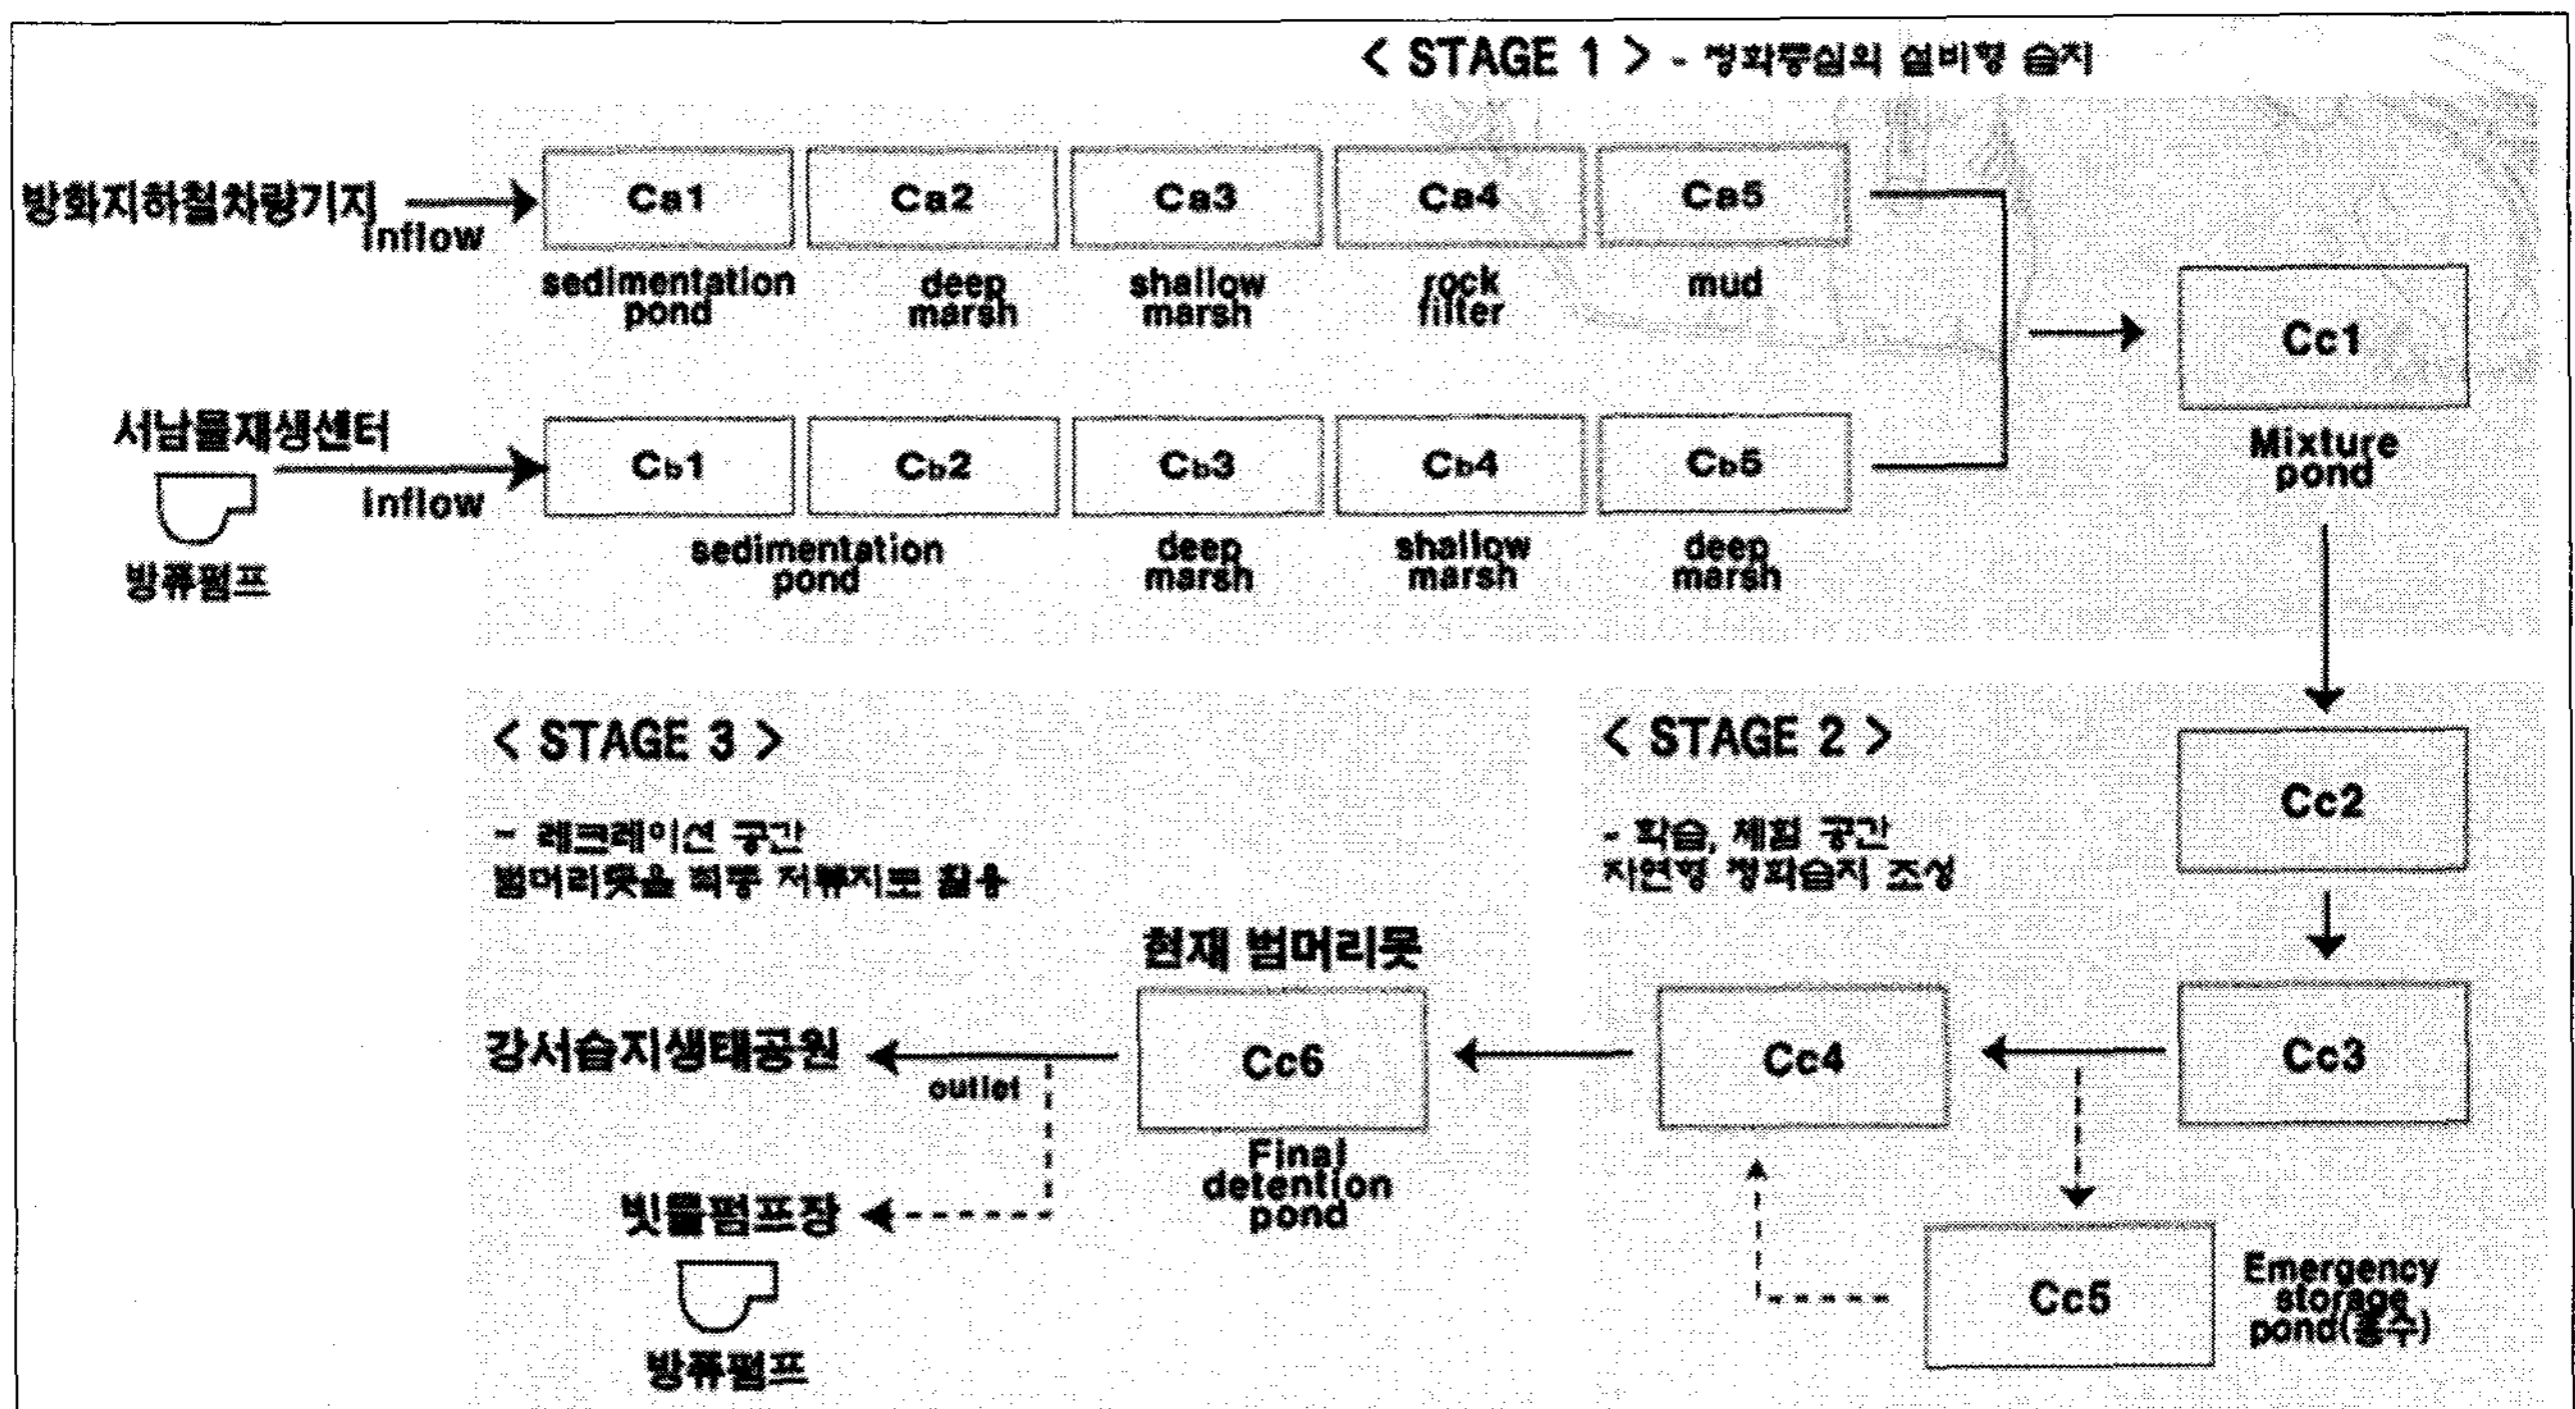 < STAGE 1 > - 정화중심의 설비형 습지
방화지하철차량기지
inflow
Ca1
Ca2
Ca3
Ca4
Ca5
sedimentation
pond
deep
marsh
shallow
marsh
rock
filter
mud
Cc1
Mixture
pond
서남물재생센터
inflow
방류펌프
Cb1
Cb2
Cb3
Cb4
Cb5
sedimentation
pond
deep
marsh
shallow
marsh
deep
marsh
< STAGE 3 >
- 레크레이션 공간
범머리못을 최종 저류지로 활용
< STAGE 2 >
- 학습, 체험 공간
자연형 정화습지 조성
Cc2
현재 범머리못
강서습지생태공원
outlet
Cc6
Cc4
Cc3
Final
detention
pond
빗물펌프장
방류펌프
Cc5
Emergency
storage
pond(홍수)